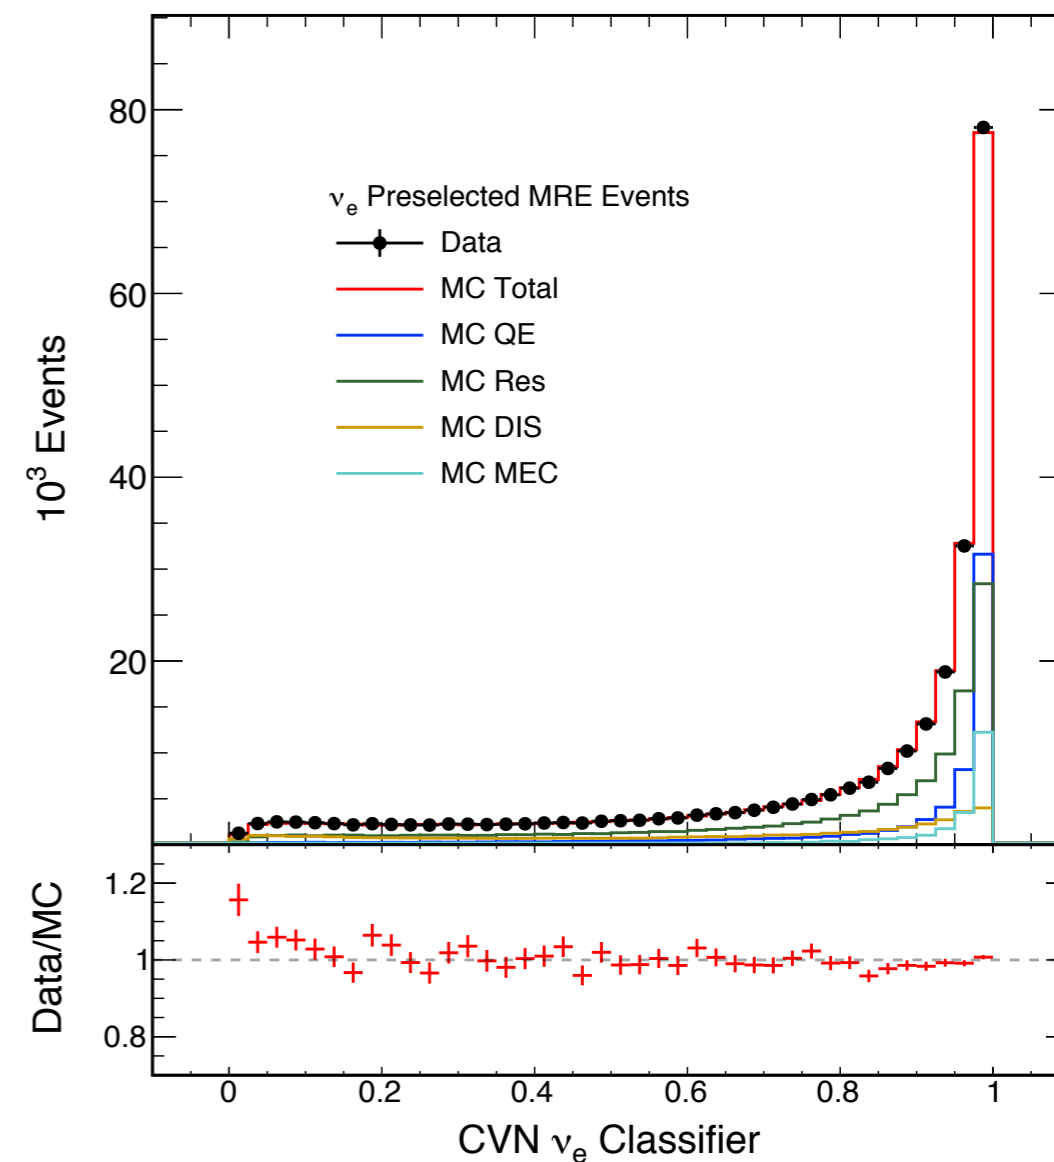 80
60
40
20
10³ Events
νₑ Preselected MRE Events
Data
MC Total
MC QE
MC Res
MC DIS
MC MEC
1.2
1
0.8
Data/MC
0 0.2 0.4 0.6 0.8 1
CVN νₑ Classifier